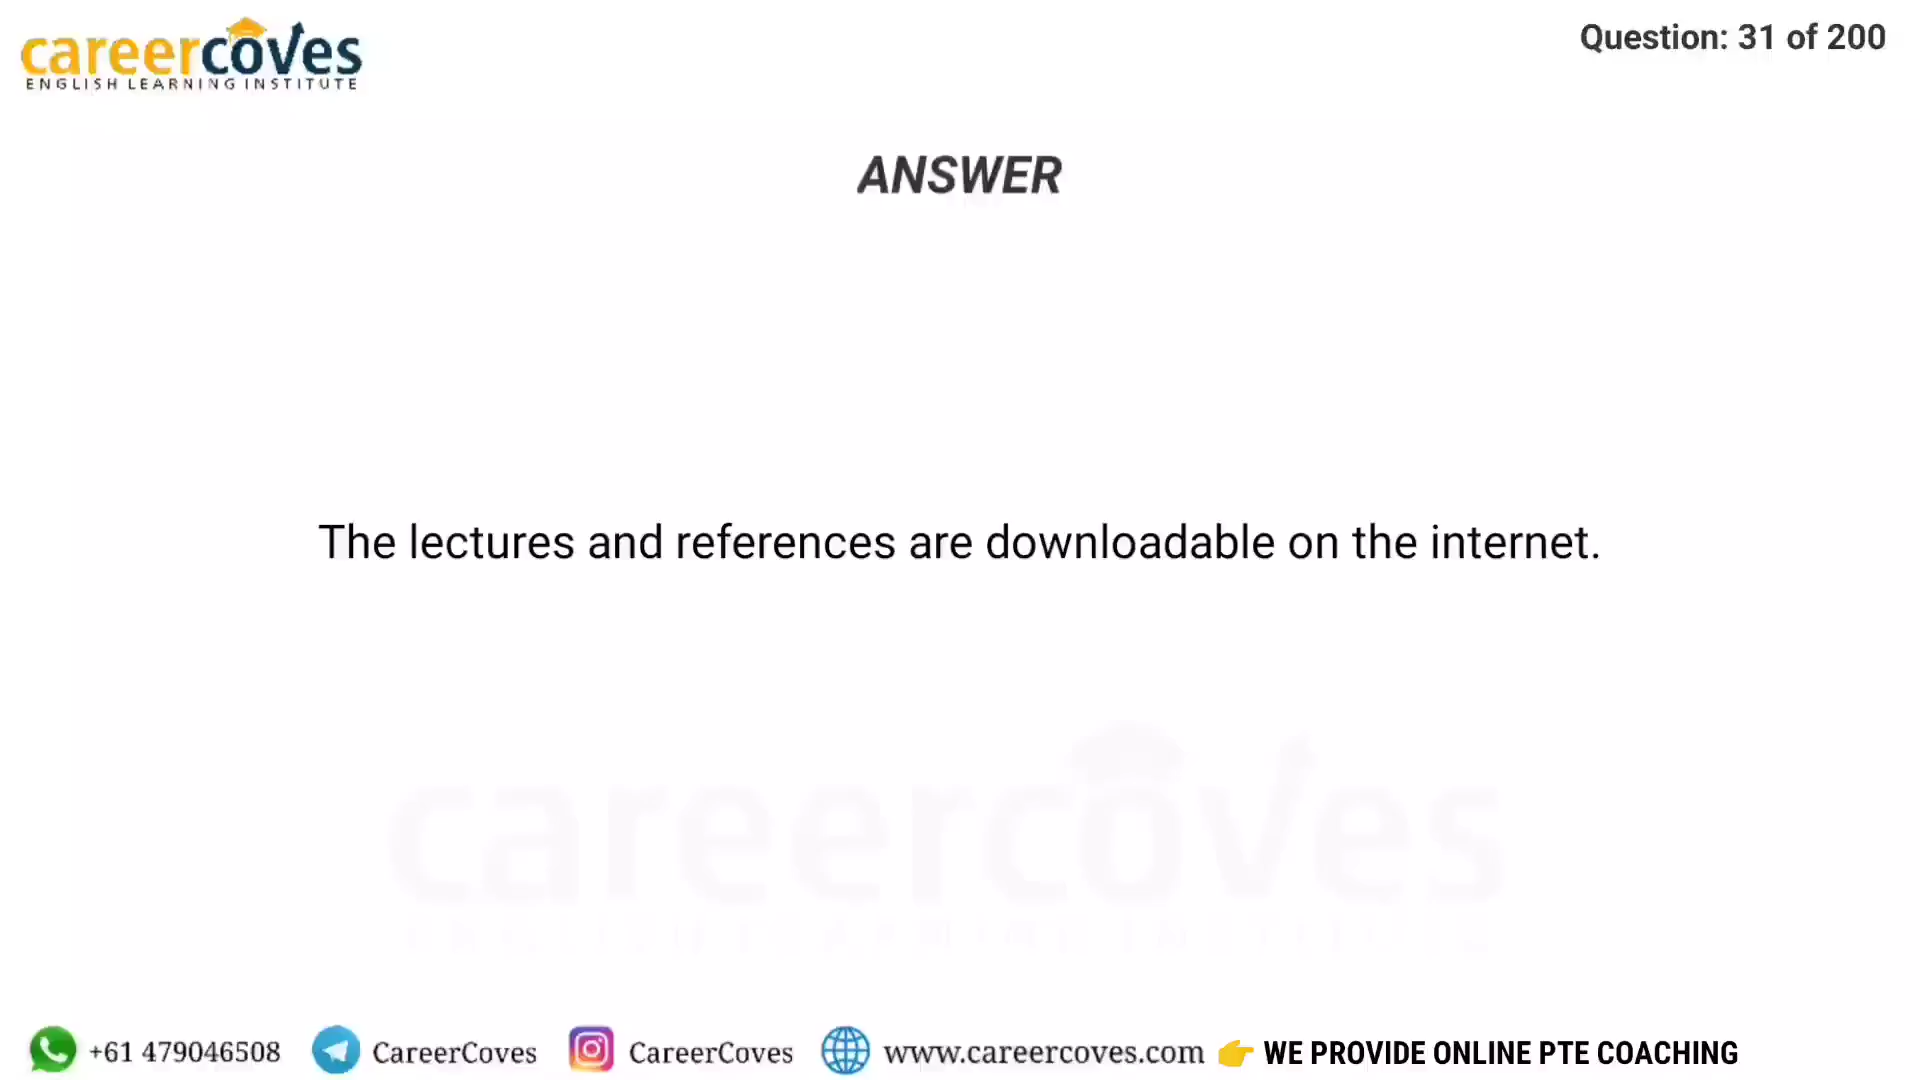 careercoves
ENGLISH LEARNING INSTITUTE
Question: 31 of 200
ANSWER
The lectures and references are downloadable on the internet.
careercoves
+61 479046508 CareerCoves CareerCoves www.careercoves.com WE PROVIDE ONLINE PTE COACHING